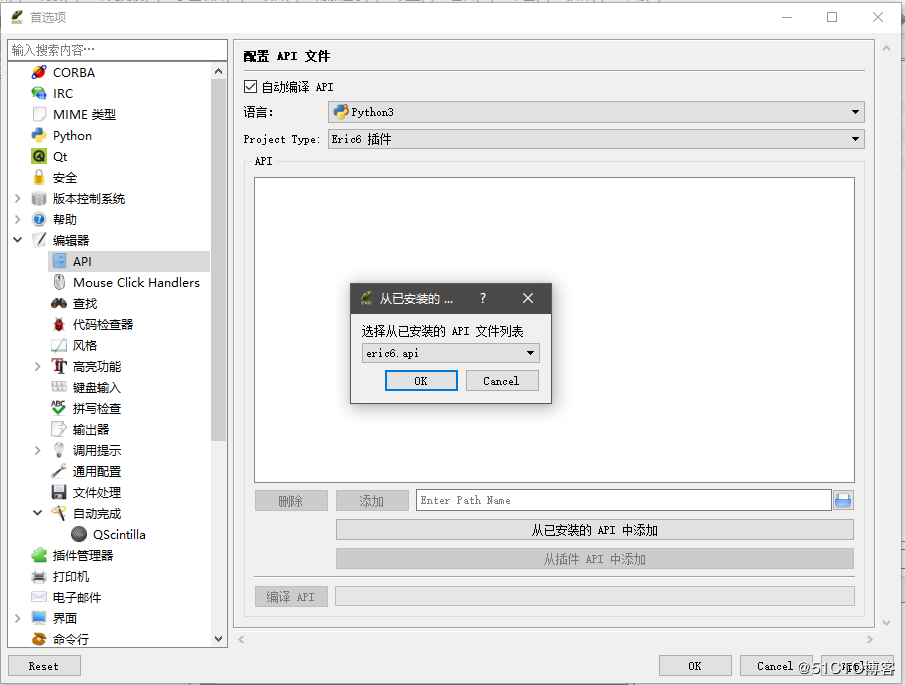 首选项
输入搜索内容···
CORBA
IRC
MIME 类型
Python
Qt
安全
版本控制系统
帮助
编辑器
API
Mouse Click Handlers
查找
代码检查器
风格
高亮功能
键盘输入
拼写检查
输出器
调用提示
通用配置
文件处理
自动完成
QScintilla
插件管理器
打印机
电子邮件
界面
命令行
配置 API 文件
自动编译 API
语言: Python3
Project Type: Eric6 插件
API
从已安装的 ... ?
选择从已安装的 API 文件列表
eric6.api
OK Cancel
删除 添加 Enter Path Name
从已安装的 API 中添加
从插件 API 中添加
编译 API
Reset OK Cancel
@51CTO博客